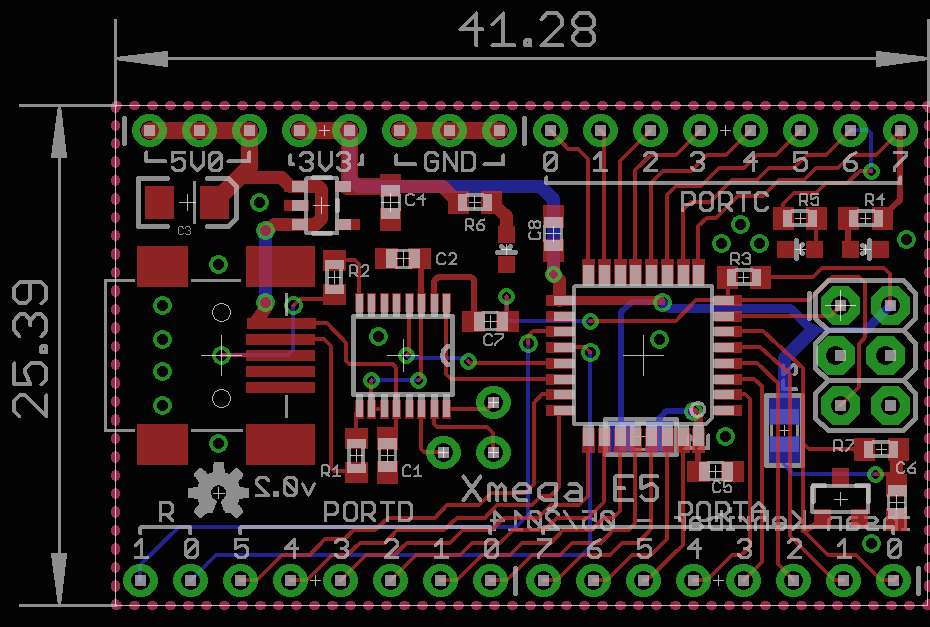 41.28
25.39
5V0 3V3 GND 0 1 2 3 4 5 6 7
PORTC
C3 C4 R6 C8 R5 R4
R2 C2 R3
C7
R1 C1 R7
C5 C6
v2.0 Xmega E5
R PORTD PORTA
1 0 5 4 3 2 1 0 7 6 5 4 3 2 1 0